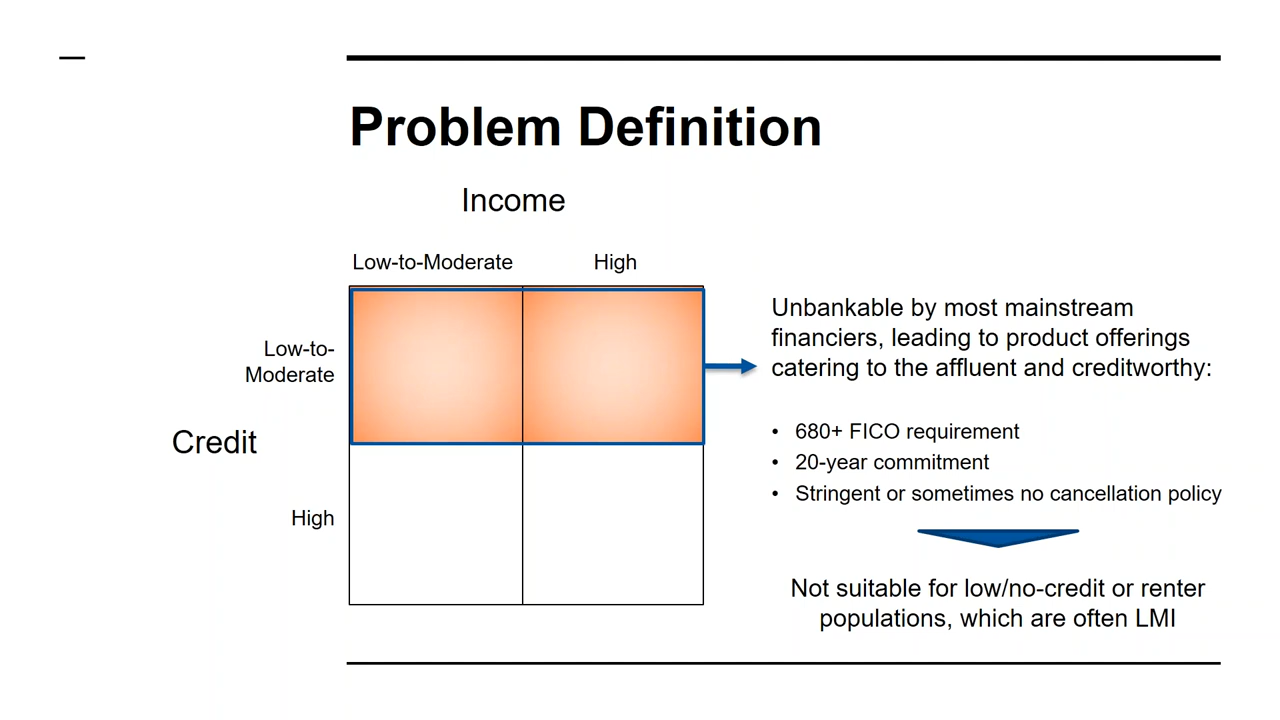 Problem Definition
Income
Low-to-Moderate High
Low-to-
Moderate
Credit
High
Unbankable by most mainstream
financiers, leading to product offerings
catering to the affluent and creditworthy:
• 680+ FICO requirement
• 20-year commitment
• Stringent or sometimes no cancellation policy
Not suitable for low/no-credit or renter
populations, which are often LMI